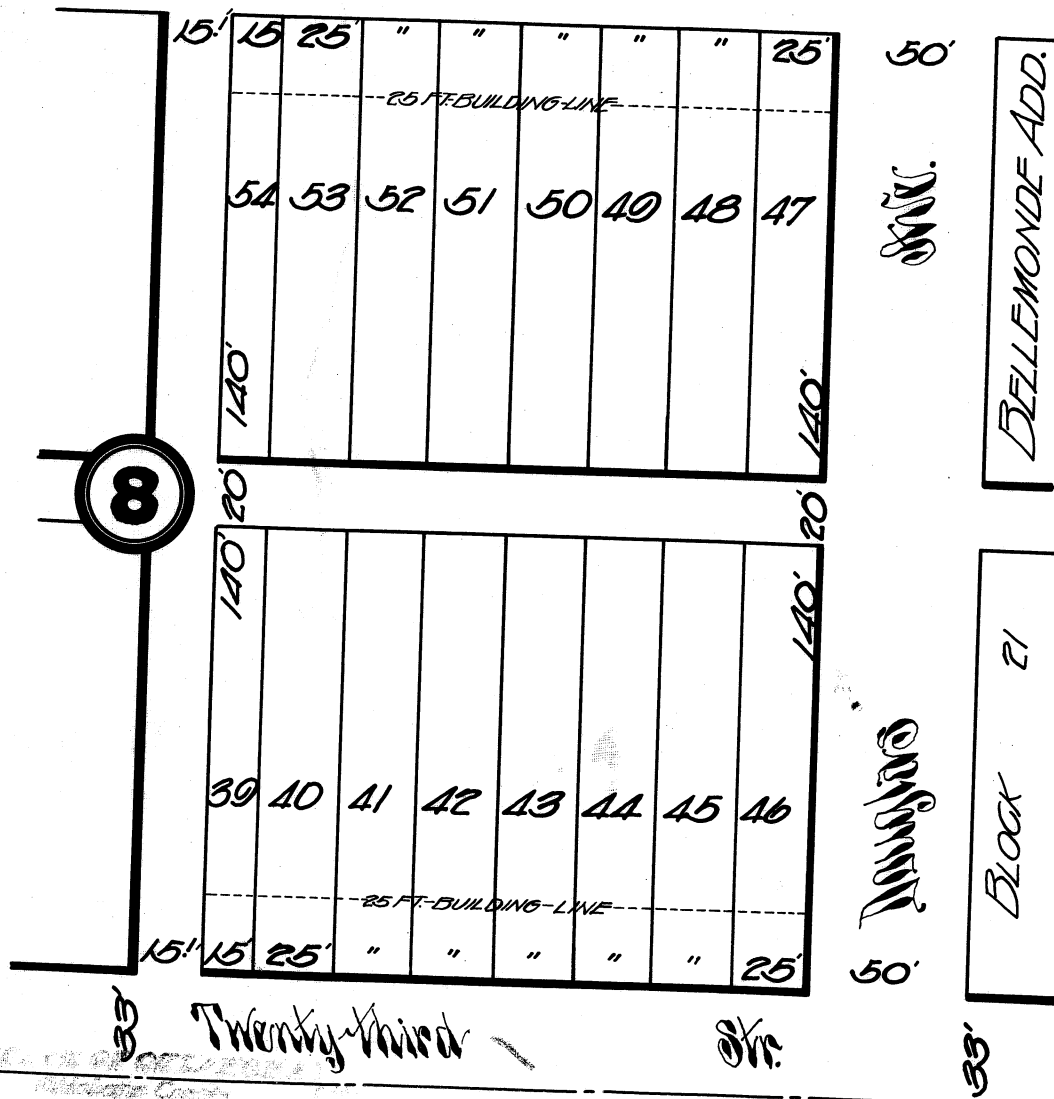 15.' 15 25' " " " " " 25' 50'
25 FT. BUILDING-LINE
54 53 52 51 50 49 48 47
Ave.
BELLEMONDE ADD.
140' 140'
8
20' 20'
140' 140'
BLOCK 21
39 40 41 42 43 44 45 46
Douglas
25 FT.-BUILDING-LINE
15.' 15' 25' " " " " " 25' 50'
33' Twenty-third Str. 33'